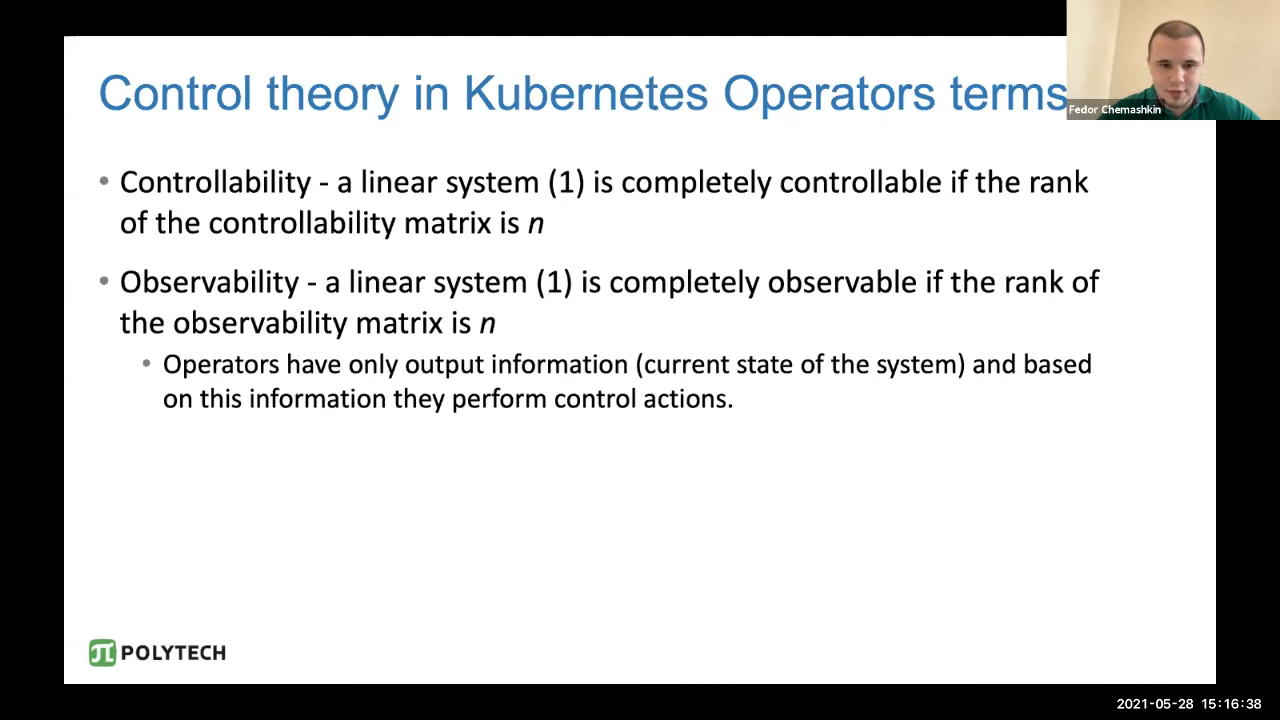 Control theory in Kubernetes Operators terms
Fedor Chemashkin
• Controllability - a linear system (1) is completely controllable if the rank
of the controllability matrix is n
• Observability - a linear system (1) is completely observable if the rank of
the observability matrix is n
• Operators have only output information (current state of the system) and based
on this information they perform control actions.
POLYTECH
2021-05-28 15:16:38